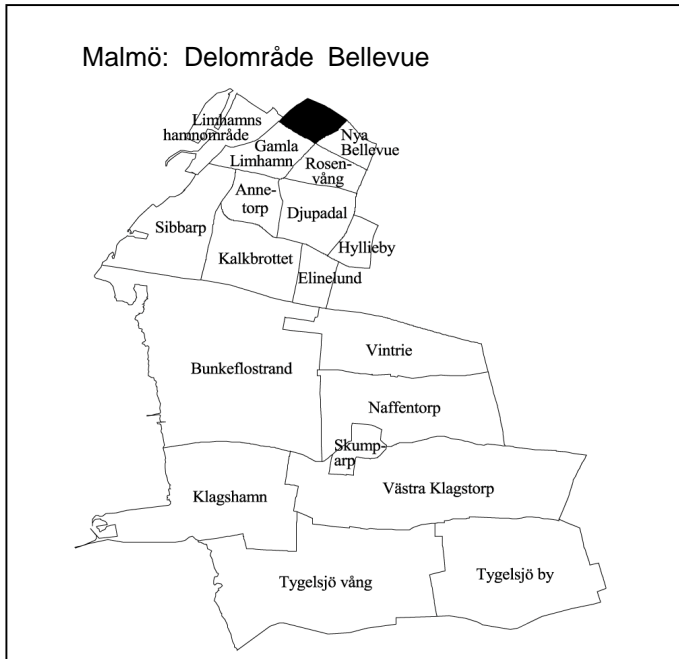 Malmö: Delområde Bellevue
Limhamns
hamnområde
Nya
Bellevue
Gamla
Limhamn
Rosen-
vång
Anne-
torp
Djupadal
Sibbarp
Hyllieby
Kalkbrottet
Elinelund
Vintrie
Bunkeflostrand
Naffentorp
Skump-
arp
Västra Klagstorp
Klagshamn
Tygelsjö vång
Tygelsjö by